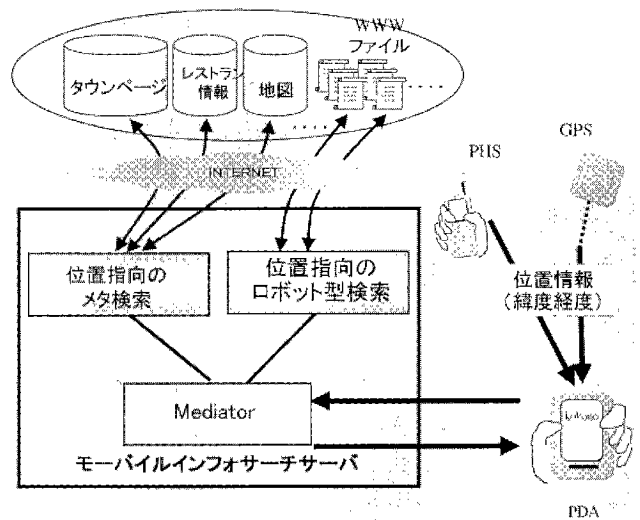 WWW
ファイル
タウンページ
レストラン
情報
地図
.....
.....
INTERNET
PHS
GPS
位置指向の
メタ検索
位置指向の
ロボット型検索
位置情報
(緯度経度)
Mediator
モーバイルインフォサーチサーバ
PDA